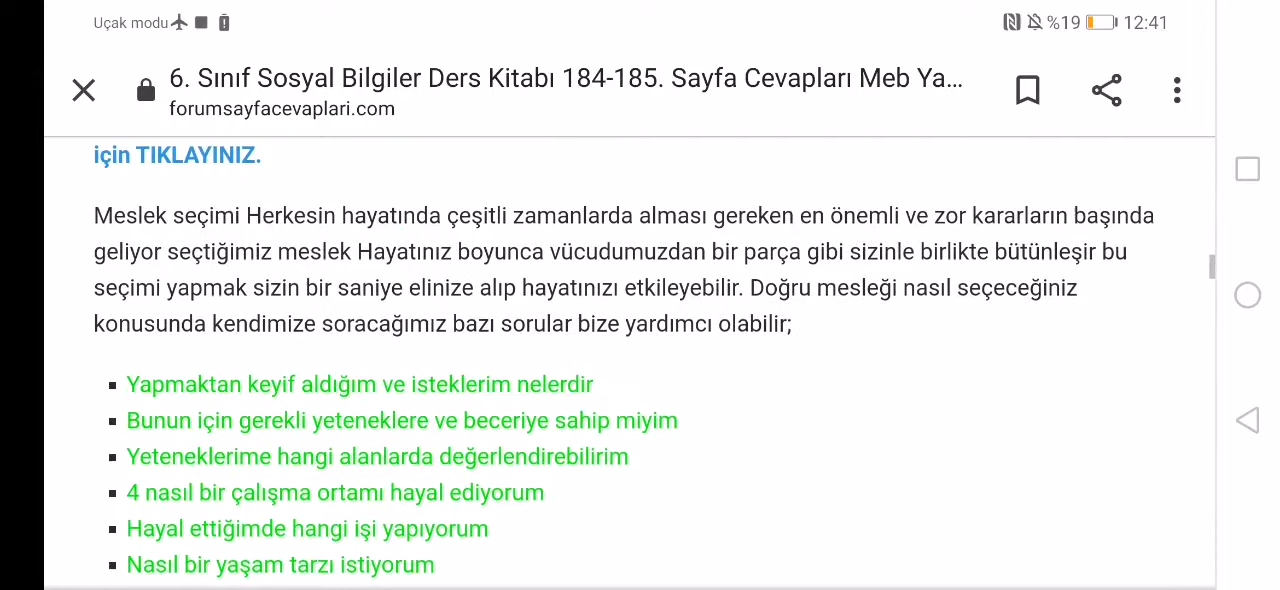 Uçak modu %19 12:41
6. Sınıf Sosyal Bilgiler Ders Kitabı 184-185. Sayfa Cevapları Meb Ya...
forumsayfacevaplari.com
için TIKLAYINIZ.
Meslek seçimi Herkesin hayatında çeşitli zamanlarda alması gereken en önemli ve zor kararların başında
geliyor seçtiğimiz meslek Hayatınız boyunca vücudumuzdan bir parça gibi sizinle birlikte bütünleşir bu
seçimi yapmak sizin bir saniye elinize alıp hayatınızı etkileyebilir. Doğru mesleği nasıl seçeceğiniz
konusunda kendimize soracağımız bazı sorular bize yardımcı olabilir;
Yapmaktan keyif aldığım ve isteklerim nelerdir
Bunun için gerekli yeteneklere ve beceriye sahip miyim
Yeteneklerime hangi alanlarda değerlendirebilirim
4 nasıl bir çalışma ortamı hayal ediyorum
Hayal ettiğimde hangi işi yapıyorum
Nasıl bir yaşam tarzı istiyorum